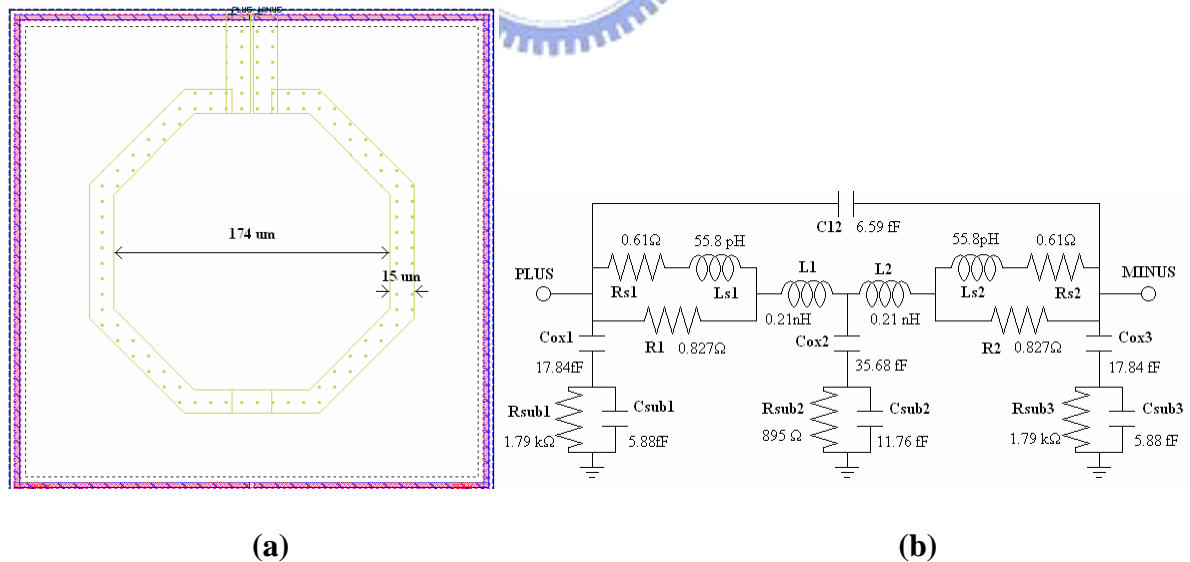 PLUS MINUS
174 um
15 um
C12 6.59 fF
0.61Ω 55.8 pH 55.8pH 0.61Ω
PLUS Rs1 Ls1 L1 L2 Ls2 Rs2 MINUS
0.21nH 0.21 nH
Cox1 R1 0.827Ω Cox2 R2 0.827Ω Cox3
17.84fF 35.68 fF 17.84 fF
Rsub1 Csub1 Rsub2 Csub2 Rsub3 Csub3
1.79 kΩ 5.88fF 895 Ω 11.76 fF 1.79 kΩ 5.88 fF
(a) (b)